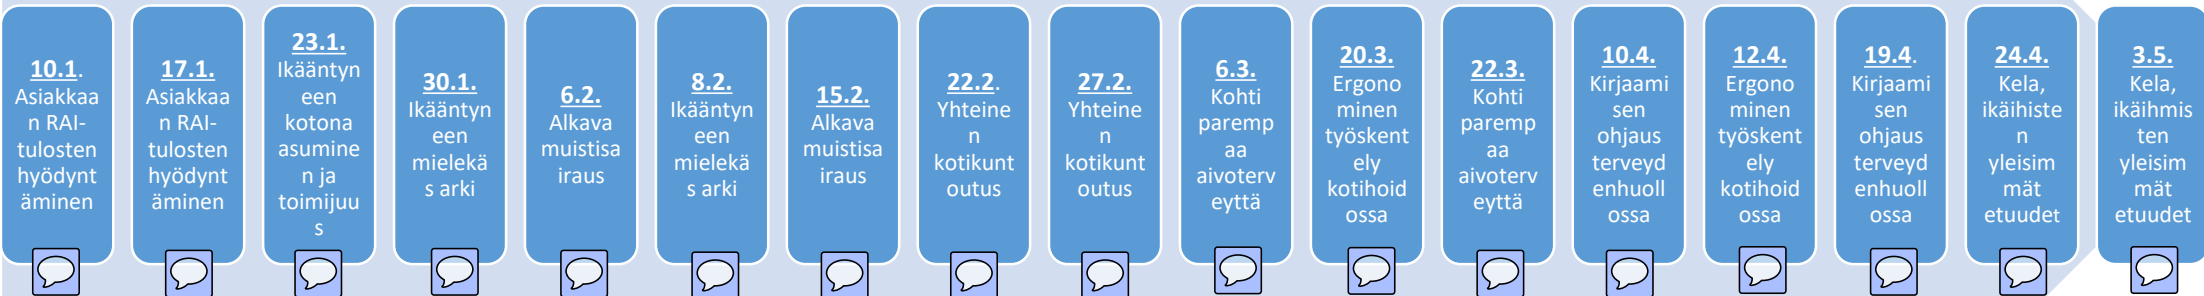 10.1.
Asiakkaa
n RAI-
tulosten
hyödynt
äminen
17.1.
Asiakkaa
n RAI-
tulosten
hyödynt
äminen
23.1.
Ikääntyn
een
kotona
asumine
n ja
toimijuu
s
30.1.
Ikääntyn
een
mielekä
s arki
6.2.
Alkava
muistisa
iraus
8.2.
Ikääntyn
een
mielekä
s arki
15.2.
Alkava
muistisa
iraus
22.2.
Yhteine
n
kotikunt
outus
27.2.
Yhteine
n
kotikunt
outus
6.3.
Kohti
paremp
aa
aivoterv
eyttä
20.3.
Ergono
minen
työskent
ely
kotihoid
ossa
22.3.
Kohti
paremp
aa
aivoterv
eyttä
10.4.
Kirjaami
sen
ohjaus
terveyd
enhuoll
ossa
12.4.
Ergono
minen
työskent
ely
kotihoid
ossa
19.4.
Kirjaami
sen
ohjaus
terveyd
enhuoll
ossa
24.4.
Kela,
ikäihiste
n
yleisim
mät
etuudet
3.5.
Kela,
ikäihmis
ten
yleisim
mät
etuudet